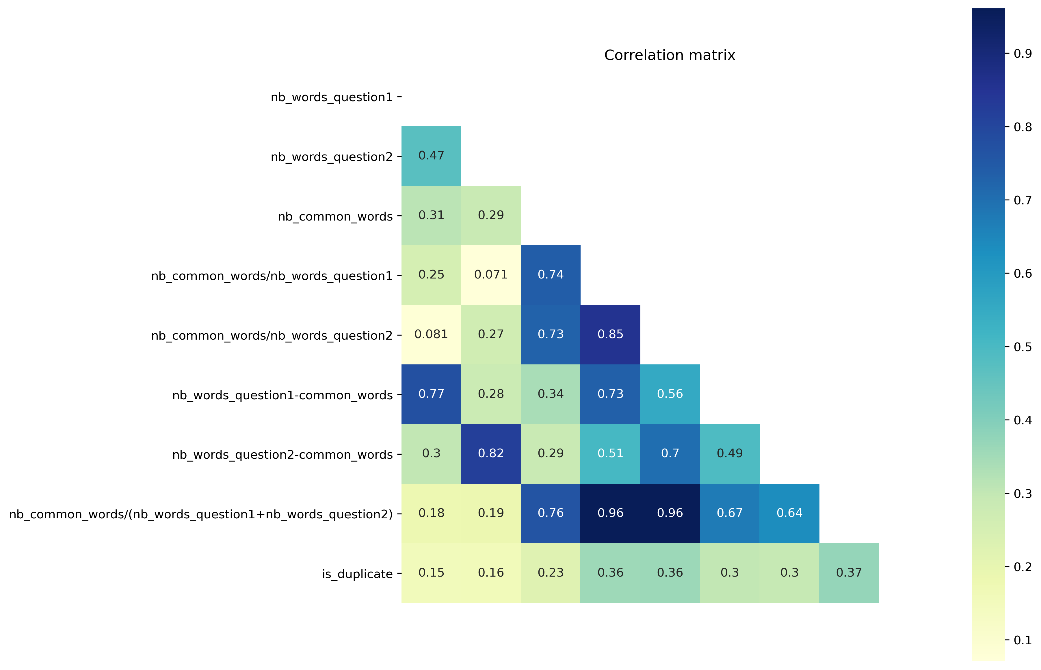 Correlation matrix
nb_words_question1
nb_words_question2 0.47
nb_common_words 0.31 0.29
nb_common_words/nb_words_question1 0.25 0.071 0.74
nb_common_words/nb_words_question2 0.081 0.27 0.73 0.85
nb_words_question1-common_words 0.77 0.28 0.34 0.73 0.56
nb_words_question2-common_words 0.3 0.82 0.29 0.51 0.7 0.49
nb_common_words/(nb_words_question1+nb_words_question2) 0.18 0.19 0.76 0.96 0.96 0.67 0.64
is_duplicate 0.15 0.16 0.23 0.36 0.36 0.3 0.3 0.37
0.9
0.8
0.7
0.6
0.5
0.4
0.3
0.2
0.1